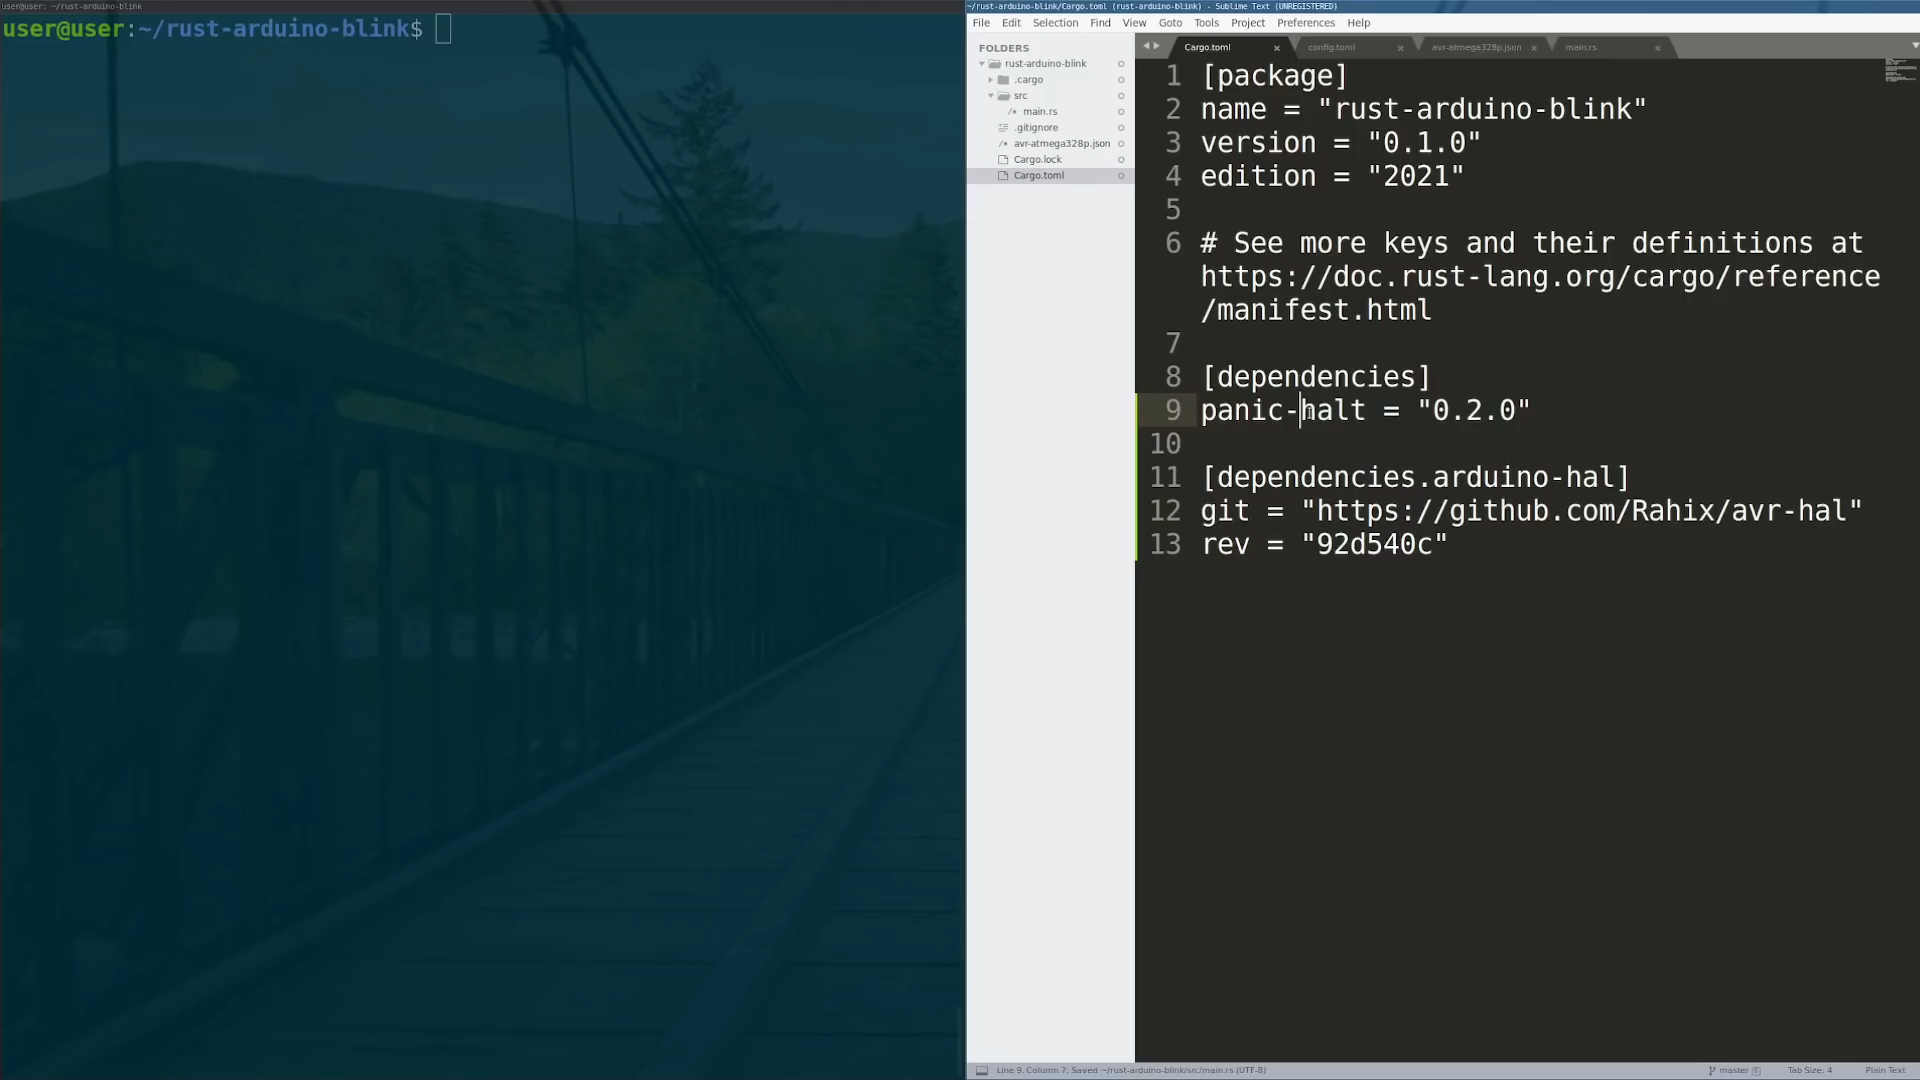 user@user: ~/rust-arduino-blink
user@user:~/rust-arduino-blink$
~/rust-arduino-blink/Cargo.toml (rust-arduino-blink) - Sublime Text (UNREGISTERED)
File Edit Selection Find View Goto Tools Project Preferences Help
FOLDERS
rust-arduino-blink
.cargo
src
main.rs
.gitignore
avr-atmega328p.json
Cargo.lock
Cargo.toml
Cargo.toml config.toml avr-atmega328p.json main.rs
1 [package]
2 name = "rust-arduino-blink"
3 version = "0.1.0"
4 edition = "2021"
5
6 # See more keys and their definitions at
https://doc.rust-lang.org/cargo/reference
/manifest.html
7
8 [dependencies]
9 panic-halt = "0.2.0"
10
11 [dependencies.arduino-hal]
12 git = "https://github.com/Rahix/avr-hal"
13 rev = "92d540c"
Line 9, Column 7; Saved ~/rust-arduino-blink/src/main.rs (UTF-8)
master 6
Tab Size: 4
Plain Text